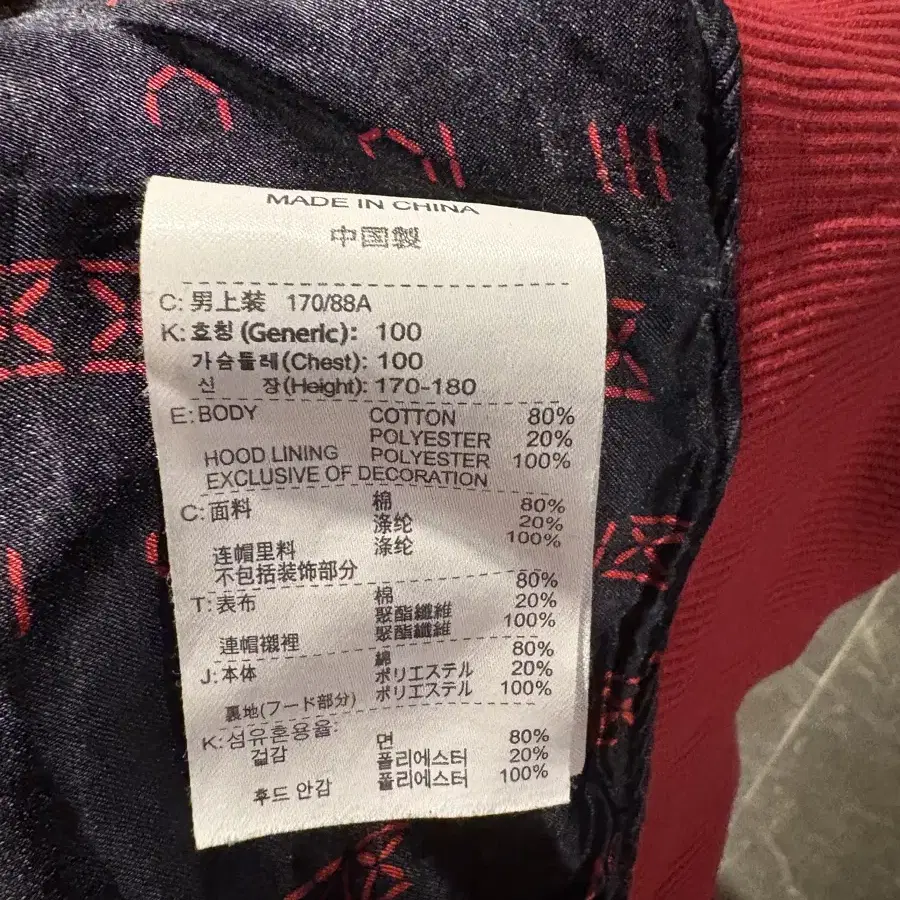 MADE IN CHINA
中国製
C: 男上装 170/88A
K: 호칭 (Generic): 100
가슴둘레(Chest): 100
신 장(Height): 170-180
E: BODY COTTON 80%
POLYESTER 20%
HOOD LINING POLYESTER 100%
EXCLUSIVE OF DECORATION
C: 面料 棉 80%
涤纶 20%
连帽里料 涤纶 100%
不包括装饰部分
T: 表布 棉 80%
聚酯纖維 20%
連帽襯裡 聚酯纖維 100%
J: 本体 綿 80%
ポリエステル 20%
裏地(フード部分) ポリエステル 100%
K: 섬유혼용율:
겉감 면 80%
폴리에스터 20%
후드 안감 폴리에스터 100%